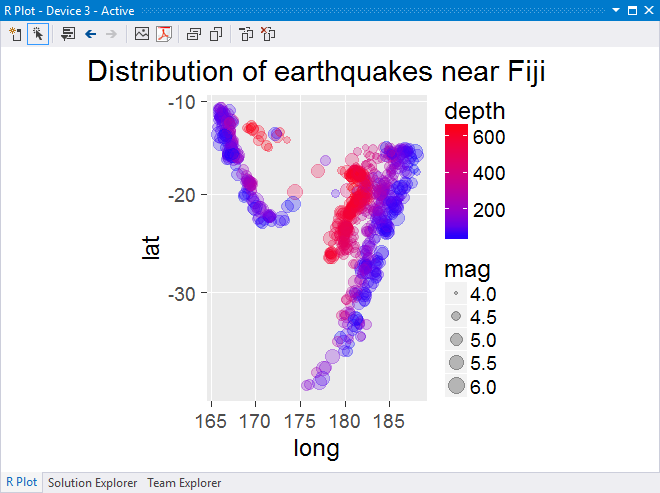 R Plot - Device 3 - Active
Distribution of earthquakes near Fiji
-10
-20
-30
lat
165 170 175 180 185
long
depth
600
400
200
mag
4.0
4.5
5.0
5.5
6.0
R Plot Solution Explorer Team Explorer